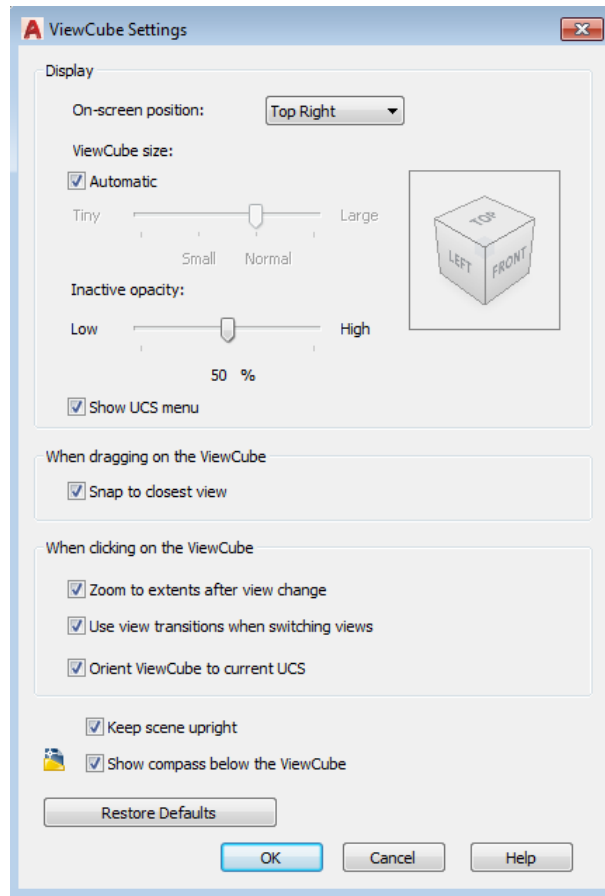 ViewCube Settings
Display
On-screen position: Top Right
ViewCube size:
Automatic
Tiny Large
Small Normal
TOP
LEFT FRONT
Inactive opacity:
Low High
50 %
Show UCS menu
When dragging on the ViewCube
Snap to closest view
When clicking on the ViewCube
Zoom to extents after view change
Use view transitions when switching views
Orient ViewCube to current UCS
Keep scene upright
Show compass below the ViewCube
Restore Defaults
OK Cancel Help